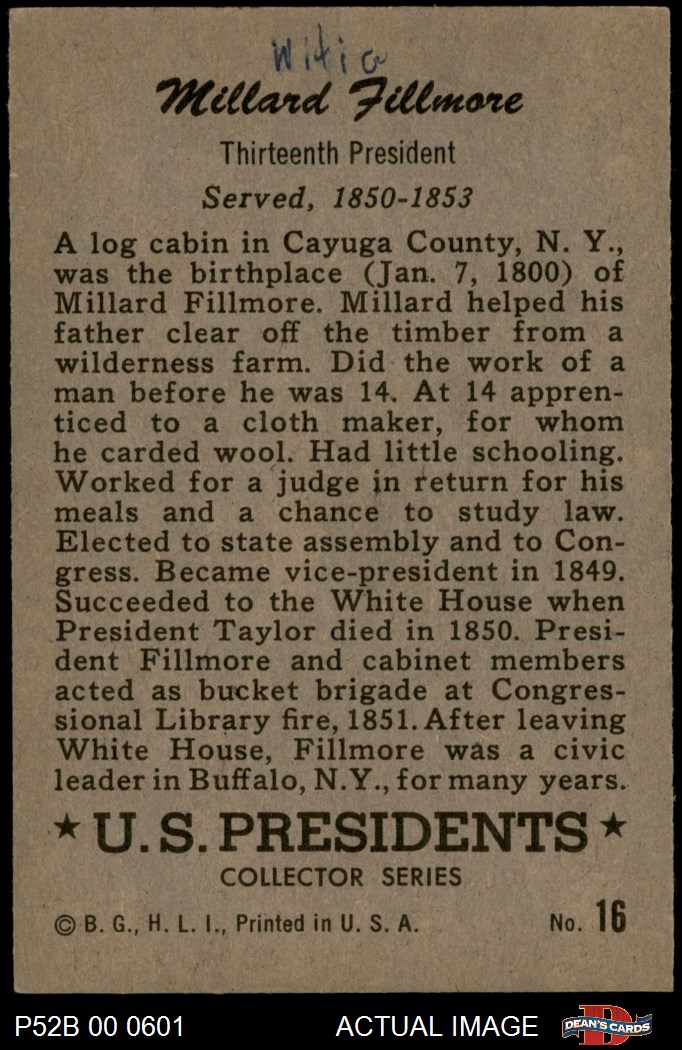 Millard Fillmore
Thirteenth President
Served, 1850-1853
A log cabin in Cayuga County, N. Y.,
was the birthplace (Jan. 7, 1800) of
Millard Fillmore. Millard helped his
father clear off the timber from a
wilderness farm. Did the work of a
man before he was 14. At 14 appren-
ticed to a cloth maker, for whom
he carded wool. Had little schooling.
Worked for a judge in return for his
meals and a chance to study law.
Elected to state assembly and to Con-
gress. Became vice-president in 1849.
Succeeded to the White House when
President Taylor died in 1850. Presi-
dent Fillmore and cabinet members
acted as bucket brigade at Congres-
sional Library fire, 1851. After leaving
White House, Fillmore was a civic
leader in Buffalo, N.Y., for many years.
★ U.S. PRESIDENTS ★
COLLECTOR SERIES
© B. G., H. L. I., Printed in U. S. A. No. 16
P52B 00 0601 ACTUAL IMAGE DEAN'S CARDS